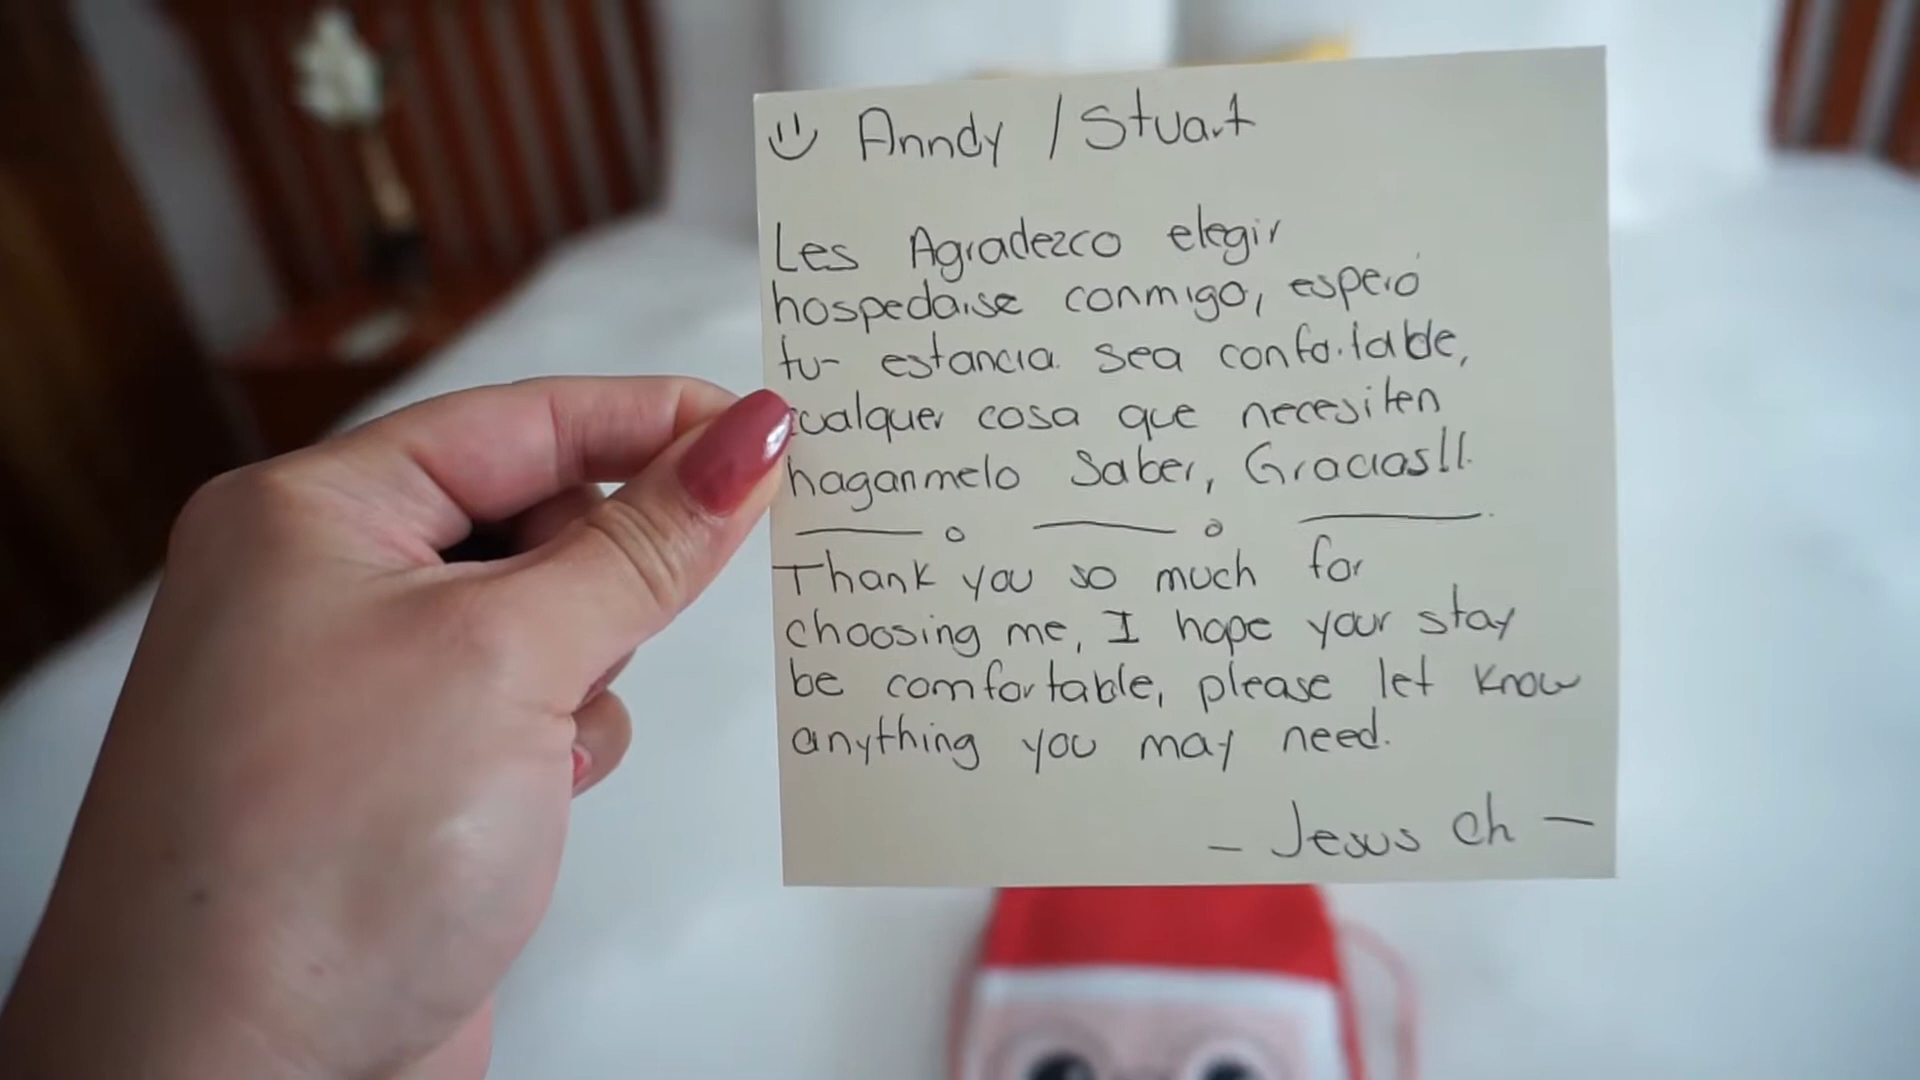 Anndy / Stuart
Les Agradezco elegir
hospedarse conmigo, esperó
tu- estancia sea confortable,
cualquer cosa que necesiten
haganmelo Saber, Gracias!!
Thank you so much for
choosing me, I hope your stay
be comfortable, please let know
anything you may need.
- Jesus Ch -